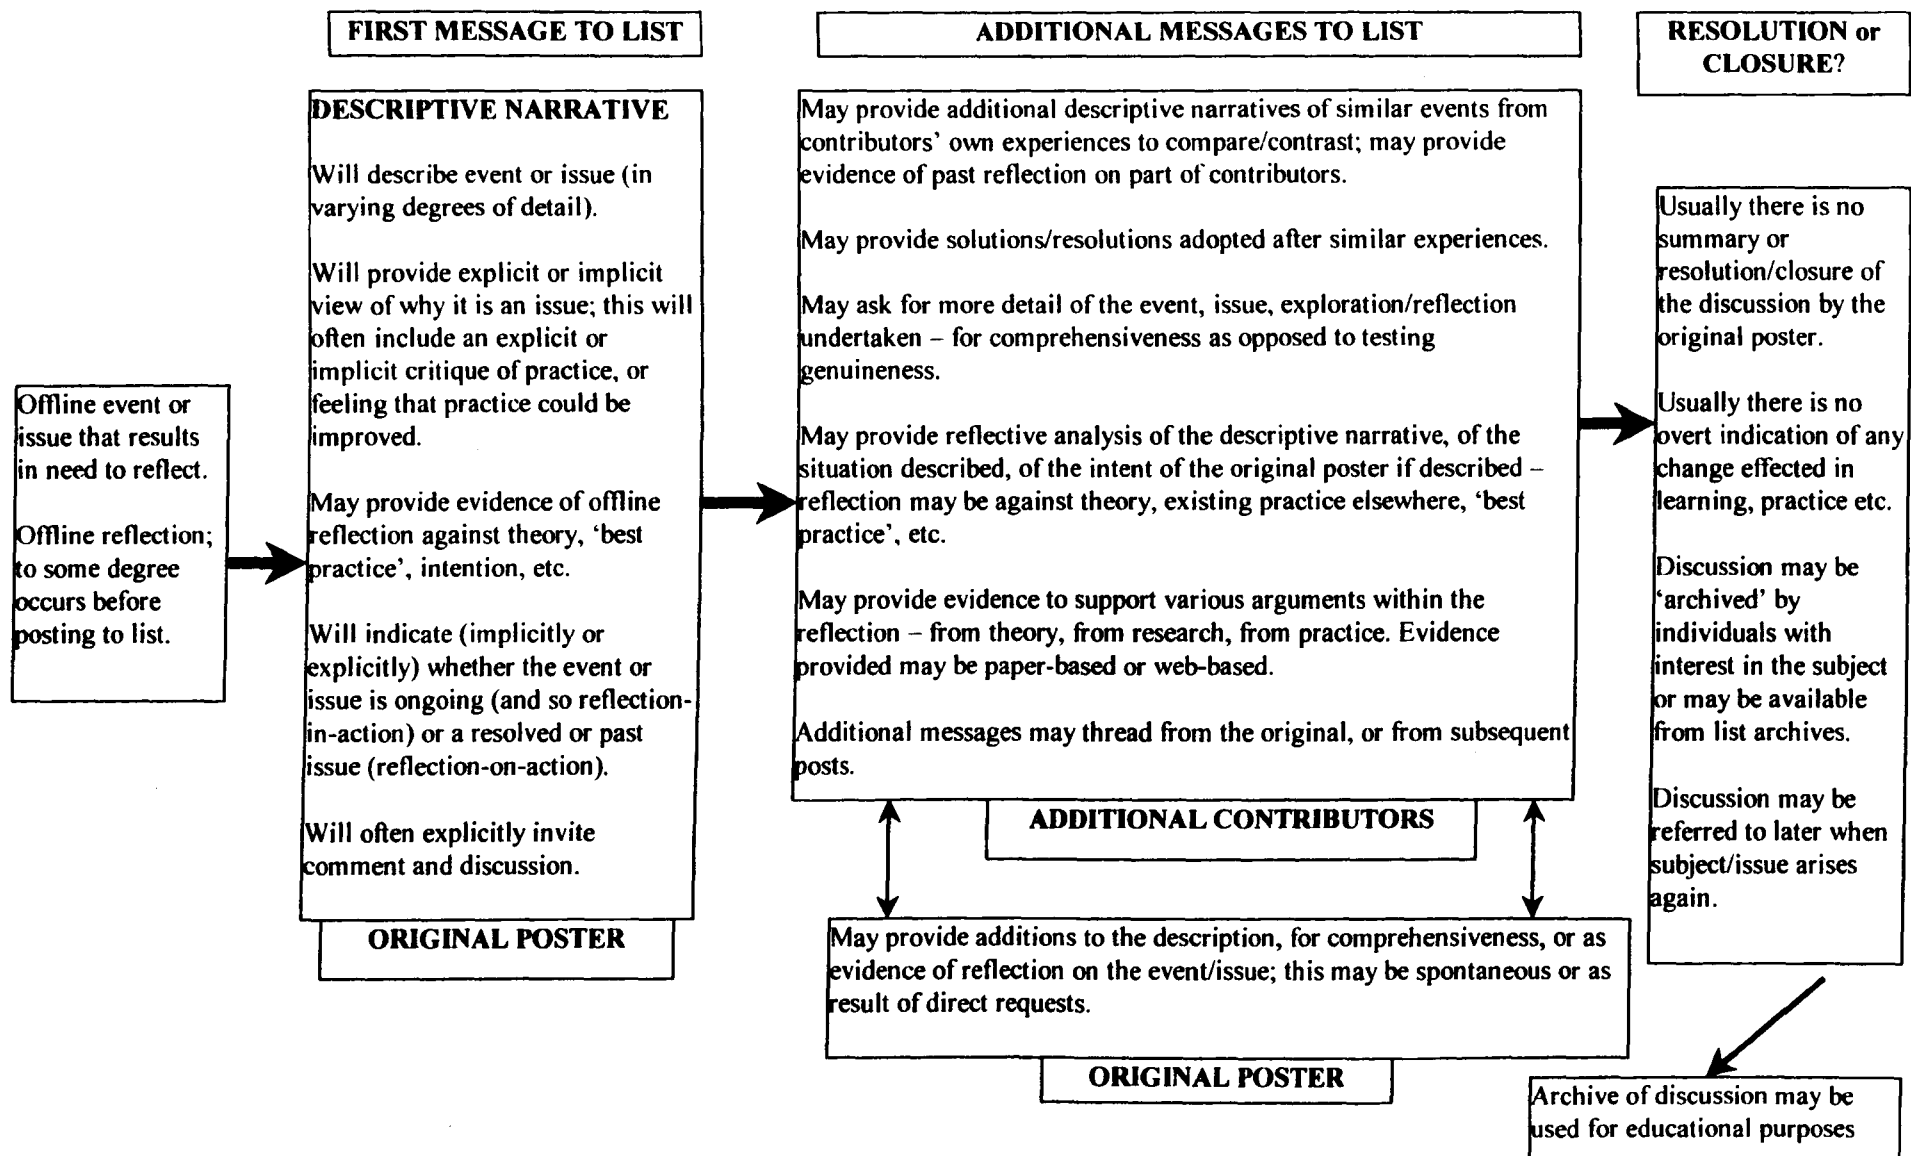 FIRST MESSAGE TO LIST
ADDITIONAL MESSAGES TO LIST
RESOLUTION or
CLOSURE?
Offline event or
issue that results
in need to reflect.
Offline reflection;
to some degree
occurs before
posting to list.
DESCRIPTIVE NARRATIVE
Will describe event or issue (in
varying degrees of detail).
Will provide explicit or implicit
view of why it is an issue; this will
often include an explicit or
implicit critique of practice, or
feeling that practice could be
improved.
May provide evidence of offline
reflection against theory, ‘best
practice’, intention, etc.
Will indicate (implicitly or
explicitly) whether the event or
issue is ongoing (and so reflection-
in-action) or a resolved or past
issue (reflection-on-action).
Will often explicitly invite
comment and discussion.
ORIGINAL POSTER
May provide additional descriptive narratives of similar events from
contributors’ own experiences to compare/contrast; may provide
evidence of past reflection on part of contributors.
May provide solutions/resolutions adopted after similar experiences.
May ask for more detail of the event, issue, exploration/reflection
undertaken – for comprehensiveness as opposed to testing
genuineness.
May provide reflective analysis of the descriptive narrative, of the
situation described, of the intent of the original poster if described –
reflection may be against theory, existing practice elsewhere, ‘best
practice’, etc.
May provide evidence to support various arguments within the
reflection – from theory, from research, from practice. Evidence
provided may be paper-based or web-based.
Additional messages may thread from the original, or from subsequent
posts.
ADDITIONAL CONTRIBUTORS
May provide additions to the description, for comprehensiveness, or as
evidence of reflection on the event/issue; this may be spontaneous or as
result of direct requests.
ORIGINAL POSTER
Usually there is no
summary or
resolution/closure of
the discussion by the
original poster.
Usually there is no
overt indication of any
change effected in
learning, practice etc.
Discussion may be
‘archived’ by
individuals with
interest in the subject
or may be available
from list archives.
Discussion may be
referred to later when
subject/issue arises
again.
Archive of discussion may be
used for educational purposes